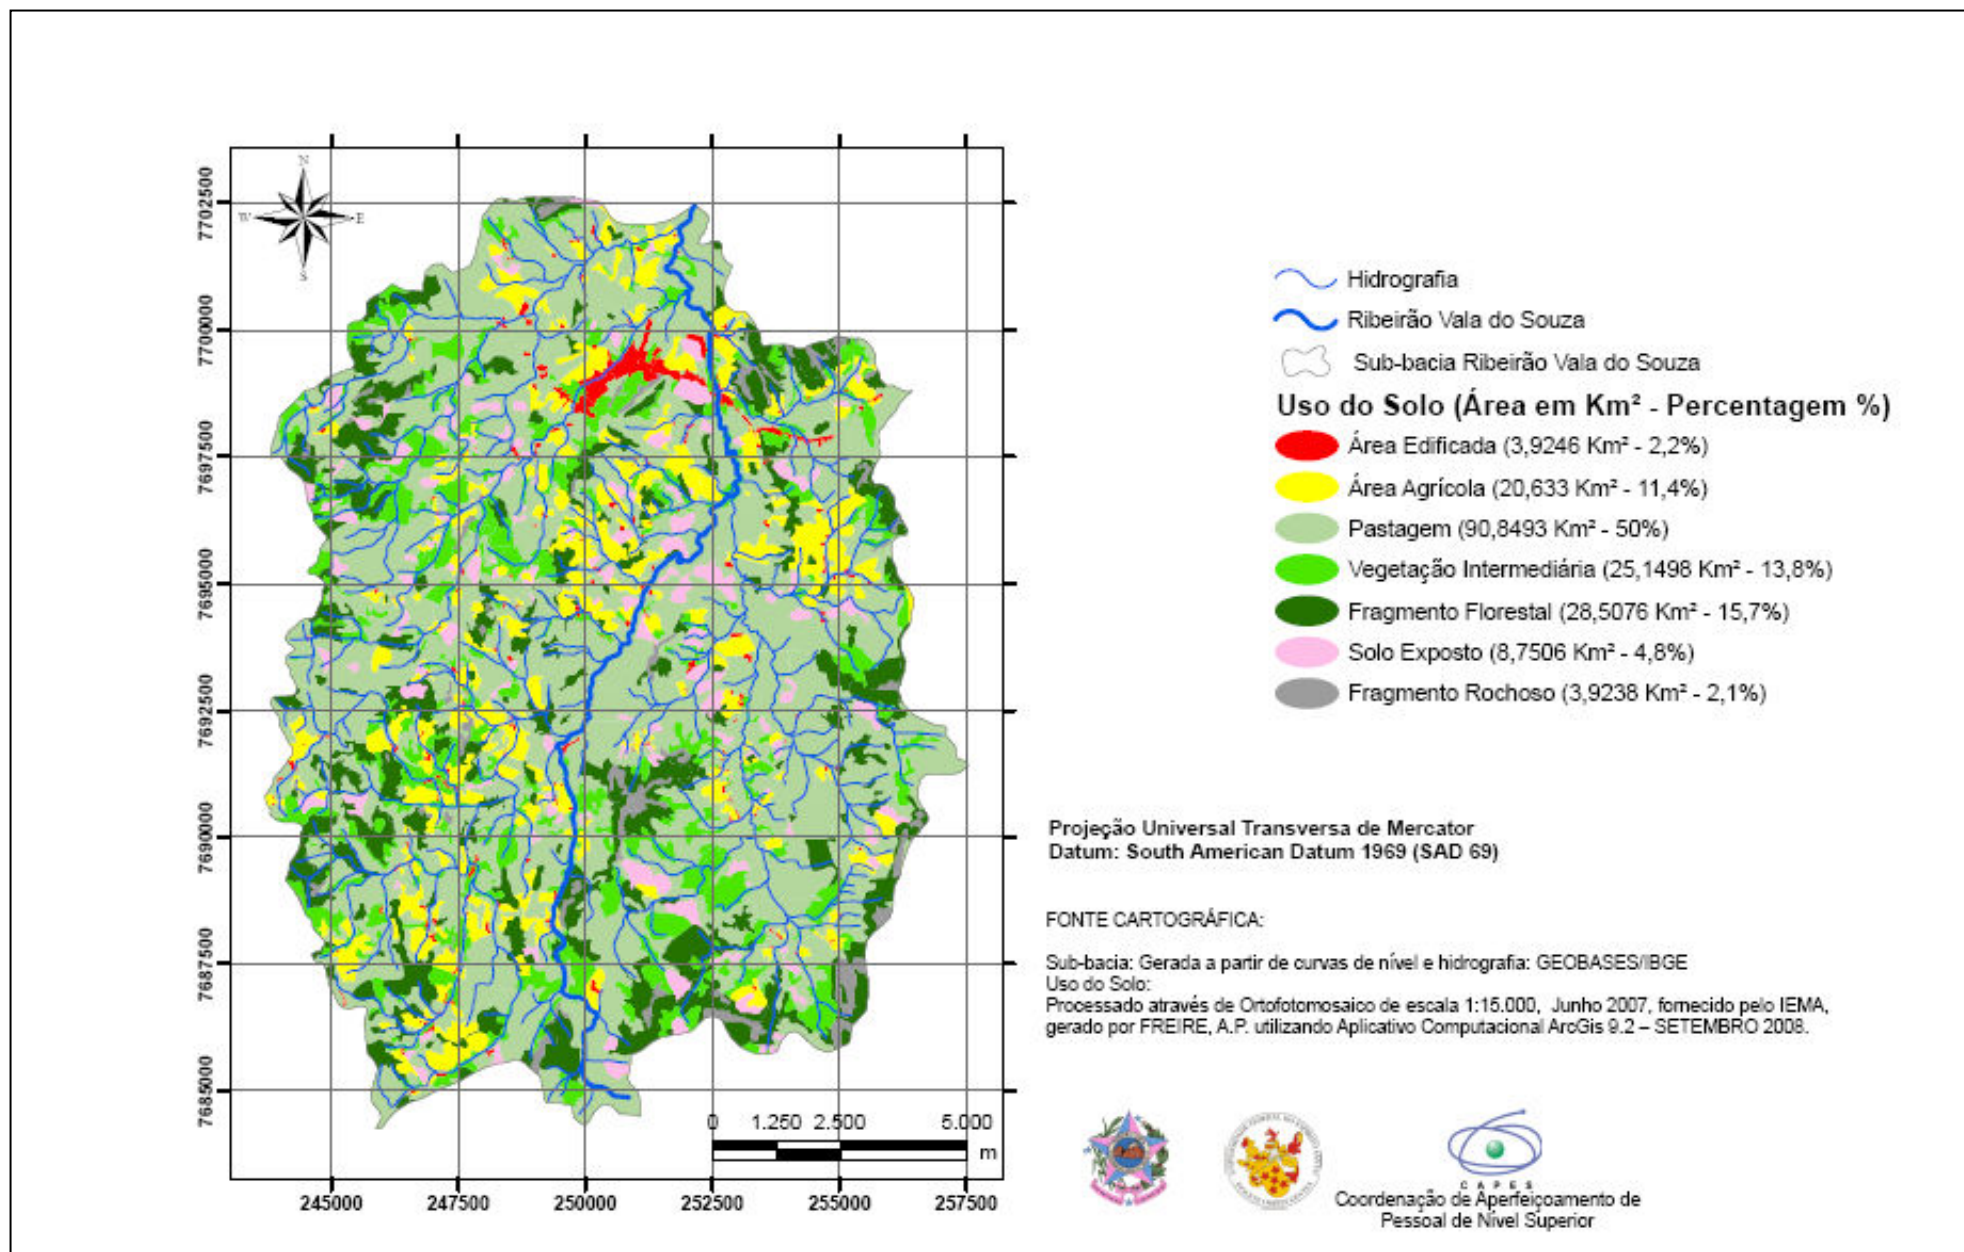 N
W E
S
7702500
7700000
7697500
7695000
7692500
7690000
7687500
7685000
245000 247500 250000 252500 255000 257500
0 1.250 2.500 5.000
m
Hidrografia
Ribeirão Vala do Souza
Sub-bacia Ribeirão Vala do Souza
Uso do Solo (Área em Km² - Percentagem %)
Área Edificada (3,9246 Km² - 2,2%)
Área Agrícola (20,633 Km² - 11,4%)
Pastagem (90,8493 Km² - 50%)
Vegetação Intermediária (25,1498 Km² - 13,8%)
Fragmento Florestal (28,5076 Km² - 15,7%)
Solo Exposto (8,7506 Km² - 4,8%)
Fragmento Rochoso (3,9238 Km² - 2,1%)
Projeção Universal Transversa de Mercator
Datum: South American Datum 1969 (SAD 69)
FONTE CARTOGRÁFICA:
Sub-bacia: Gerada a partir de curvas de nível e hidrografia: GEOBASES/IBGE
Uso do Solo:
Processado através de Ortofotomosaico de escala 1:15.000, Junho 2007, fornecido pelo IEMA,
gerado por FREIRE, A.P. utilizando Aplicativo Computacional ArcGis 9.2 – SETEMBRO 2008.
CAPES
Coordenação de Aperfeiçoamento de
Pessoal de Nível Superior